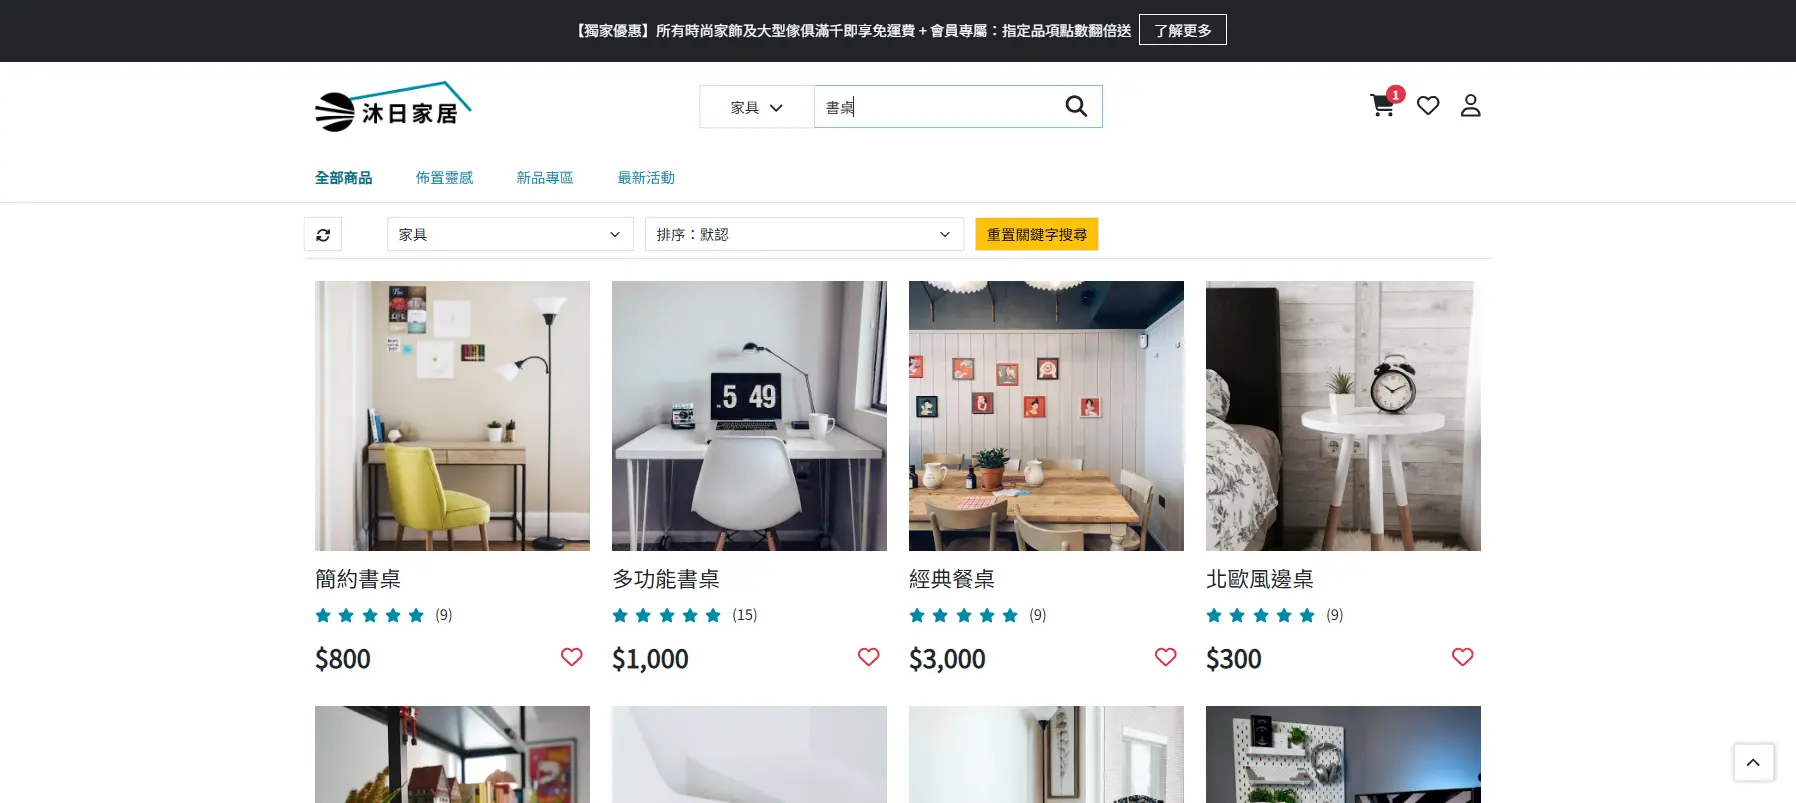 【獨家優惠】所有時尚家飾及大型傢俱滿千即享免運費 + 會員專屬：指定品項點數翻倍送 了解更多
沐日家居
家具 書桌
1
全部商品 佈置靈感 新品專區 最新活動
家具 排序：默認 重置關鍵字搜尋
5 49
簡約書桌 多功能書桌 經典餐桌 北歐風邊桌
(9) (15) (9) (9)
$800 $1,000 $3,000 $300